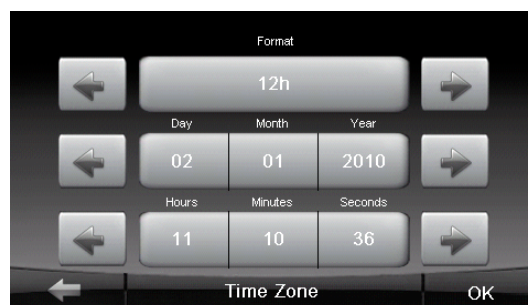 Format
12h
Day Month Year
02 01 2010
Hours Minutes Seconds
11 10 36
Time Zone OK